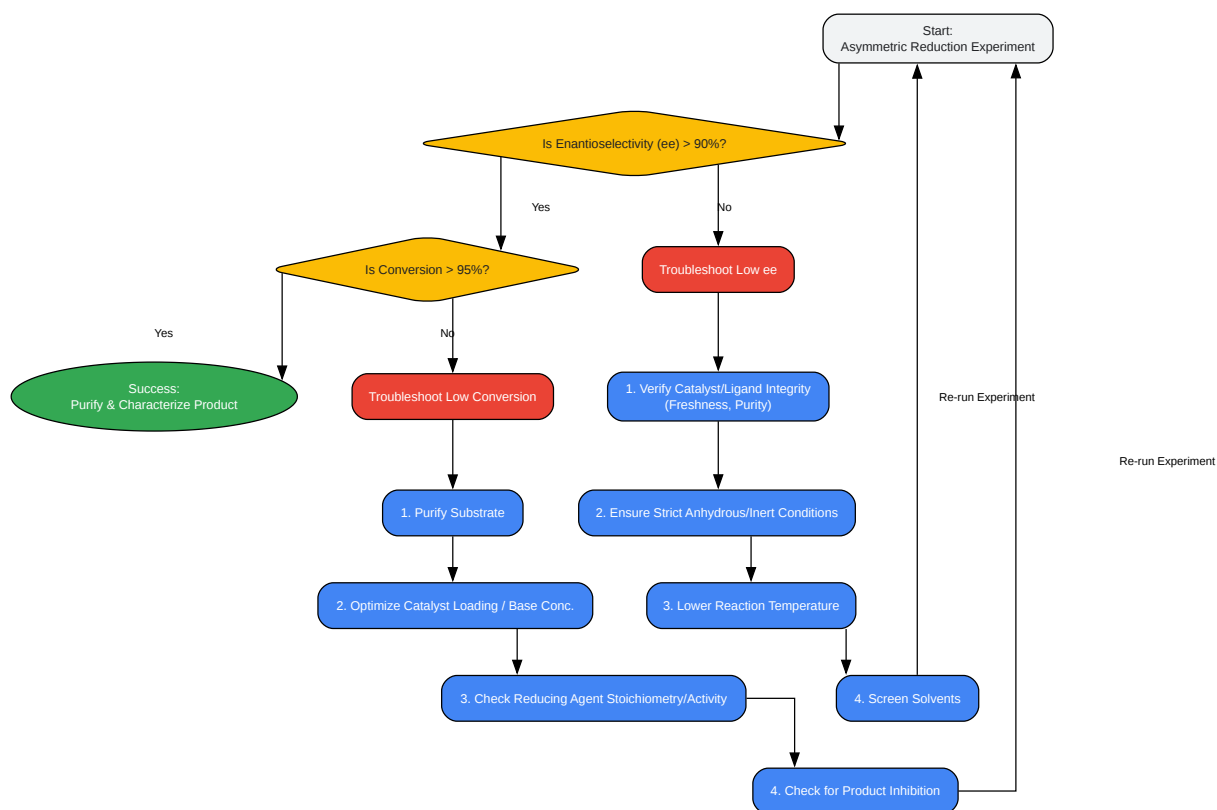 Start:
Asymmetric Reduction Experiment
Is Enantioselectivity (ee) > 90%?
Yes
No
Is Conversion > 95%?
Troubleshoot Low ee
Yes
No
Success:
Purify & Characterize Product
Troubleshoot Low Conversion
1. Verify Catalyst/Ligand Integrity
(Freshness, Purity)
Re-run Experiment
Re-run Experiment
1. Purify Substrate
2. Ensure Strict Anhydrous/Inert Conditions
2. Optimize Catalyst Loading / Base Conc.
3. Lower Reaction Temperature
3. Check Reducing Agent Stoichiometry/Activity
4. Screen Solvents
4. Check for Product Inhibition